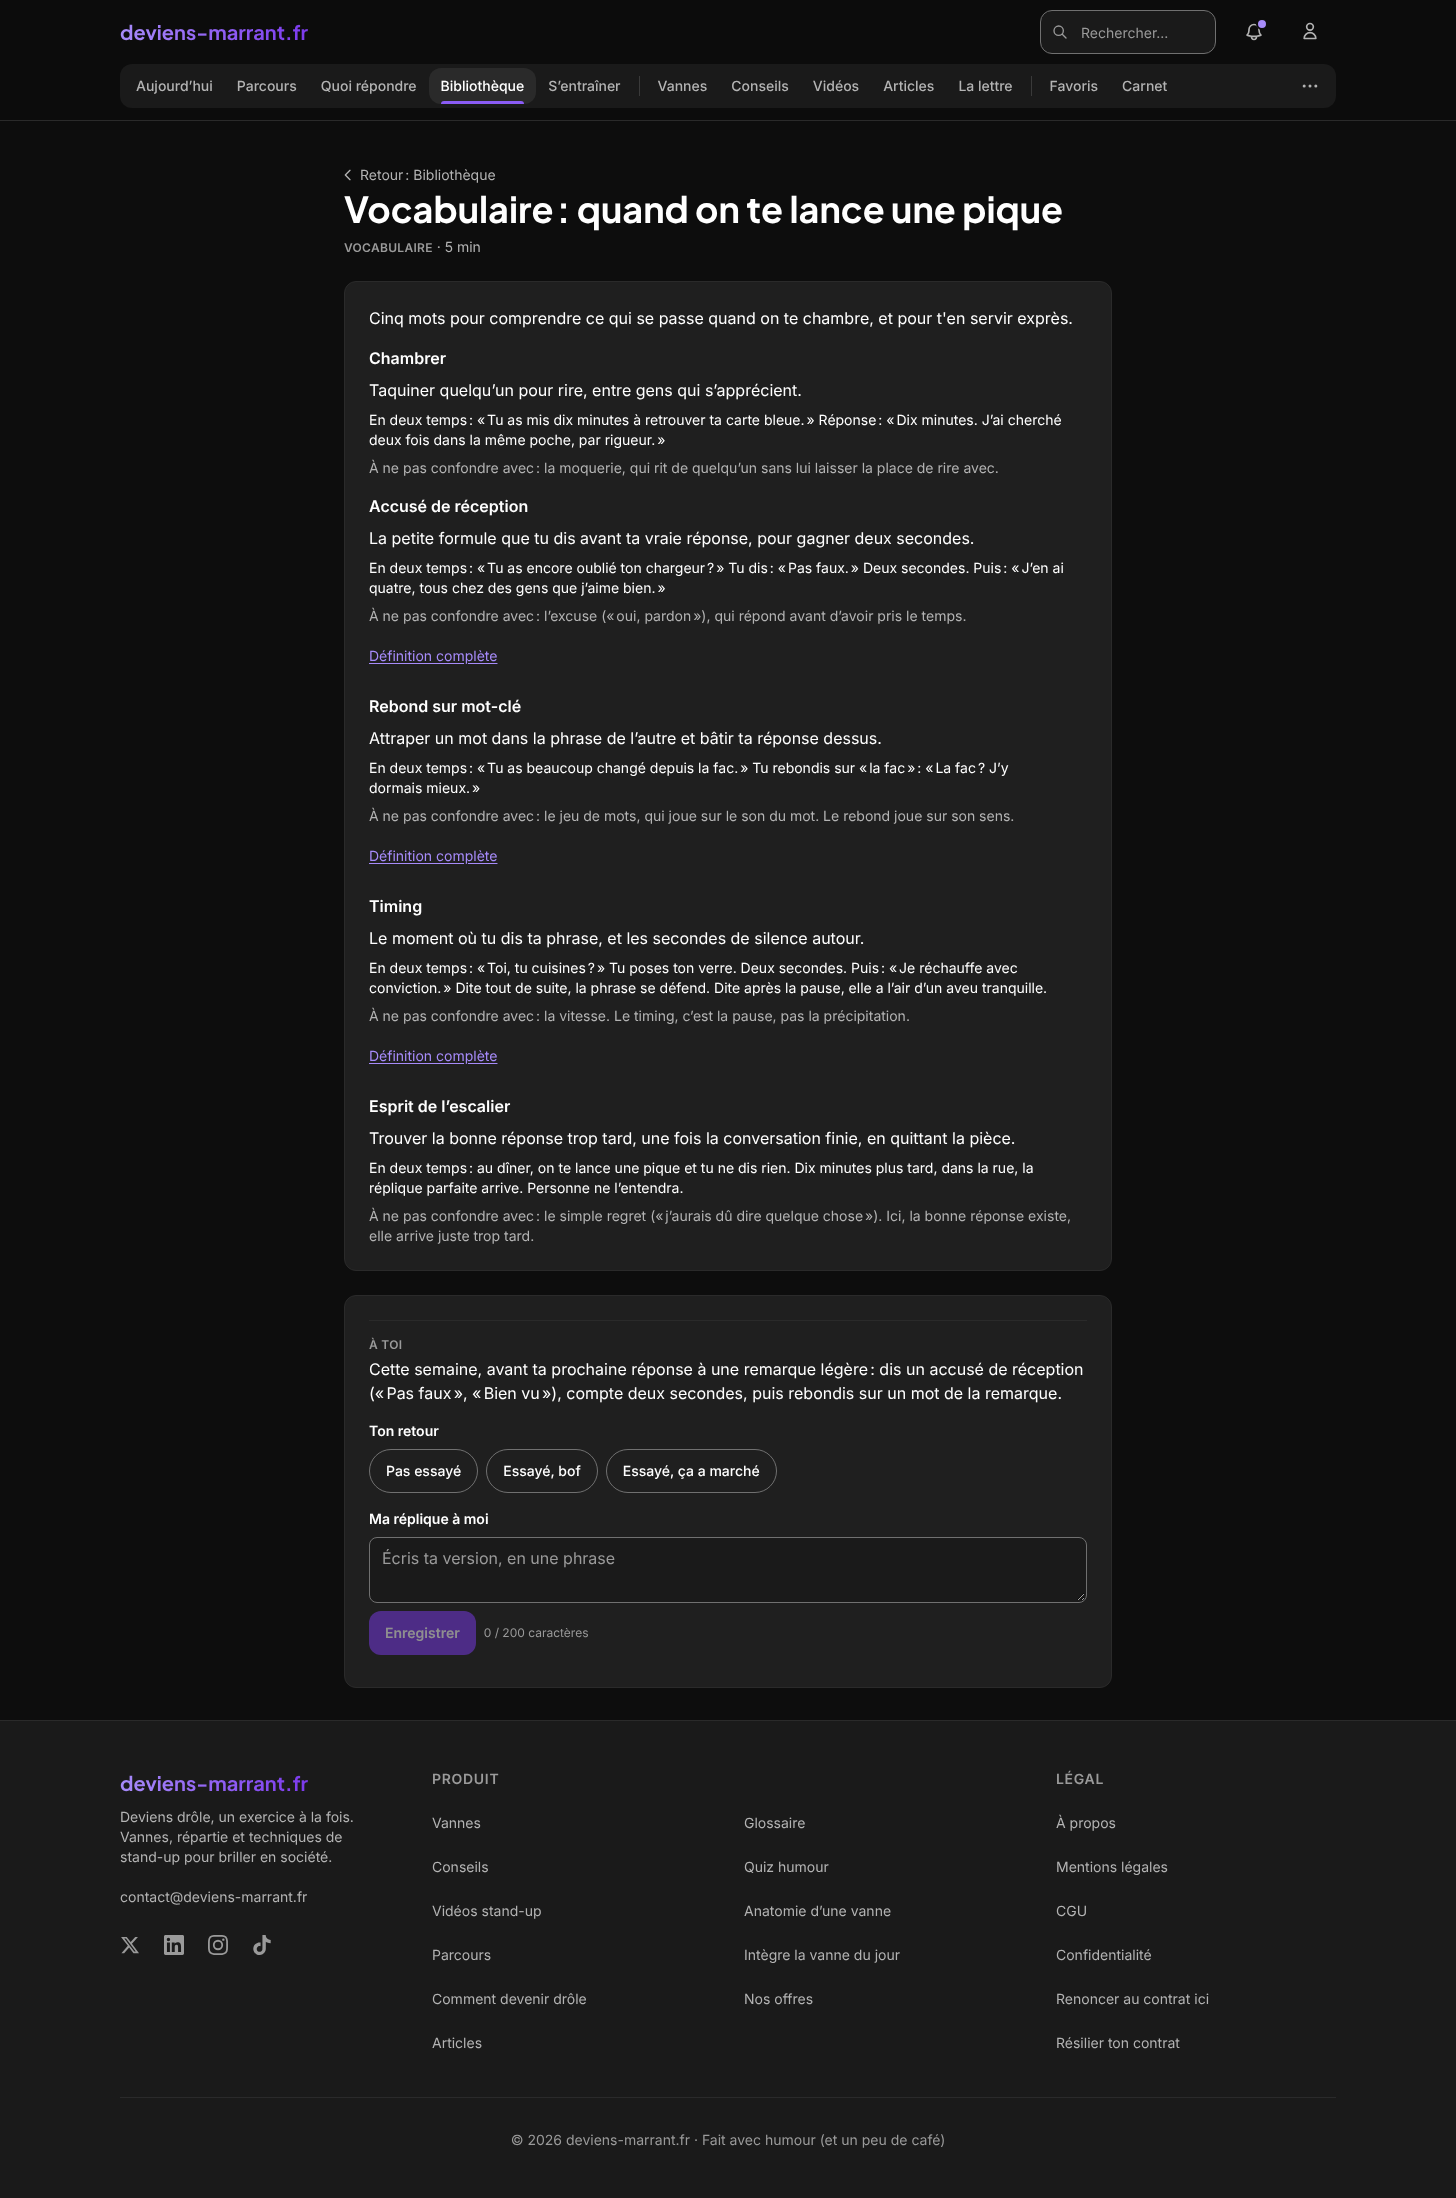 deviens-marrant.fr
Rechercher...
Aujourd’hui
Parcours
Quoi répondre
Bibliothèque
S’entraîner
Vannes
Conseils
Vidéos
Articles
La lettre
Favoris
Carnet
Retour : Bibliothèque
Vocabulaire : quand on te lance une pique
VOCABULAIRE · 5 min
Cinq mots pour comprendre ce qui se passe quand on te chambre, et pour t'en servir exprès.
Chambrer
Taquiner quelqu’un pour rire, entre gens qui s’apprécient.
En deux temps : « Tu as mis dix minutes à retrouver ta carte bleue. » Réponse : « Dix minutes. J’ai cherché
deux fois dans la même poche, par rigueur. »
À ne pas confondre avec : la moquerie, qui rit de quelqu’un sans lui laisser la place de rire avec.
Accusé de réception
La petite formule que tu dis avant ta vraie réponse, pour gagner deux secondes.
En deux temps : « Tu as encore oublié ton chargeur ? » Tu dis : « Pas faux. » Deux secondes. Puis : « J’en ai
quatre, tous chez des gens que j’aime bien. »
À ne pas confondre avec : l’excuse (« oui, pardon »), qui répond avant d’avoir pris le temps.
Définition complète
Rebond sur mot-clé
Attraper un mot dans la phrase de l’autre et bâtir ta réponse dessus.
En deux temps : « Tu as beaucoup changé depuis la fac. » Tu rebondis sur « la fac » : « La fac ? J’y
dormais mieux. »
À ne pas confondre avec : le jeu de mots, qui joue sur le son du mot. Le rebond joue sur son sens.
Définition complète
Timing
Le moment où tu dis ta phrase, et les secondes de silence autour.
En deux temps : « Toi, tu cuisines ? » Tu poses ton verre. Deux secondes. Puis : « Je réchauffe avec
conviction. » Dite tout de suite, la phrase se défend. Dite après la pause, elle a l’air d’un aveu tranquille.
À ne pas confondre avec : la vitesse. Le timing, c’est la pause, pas la précipitation.
Définition complète
Esprit de l’escalier
Trouver la bonne réponse trop tard, une fois la conversation finie, en quittant la pièce.
En deux temps : au dîner, on te lance une pique et tu ne dis rien. Dix minutes plus tard, dans la rue, la
réplique parfaite arrive. Personne ne l’entendra.
À ne pas confondre avec : le simple regret (« j’aurais dû dire quelque chose »). Ici, la bonne réponse existe,
elle arrive juste trop tard.
À TOI
Cette semaine, avant ta prochaine réponse à une remarque légère : dis un accusé de réception
(« Pas faux », « Bien vu »), compte deux secondes, puis rebondis sur un mot de la remarque.
Ton retour
Pas essayé
Essayé, bof
Essayé, ça a marché
Ma réplique à moi
Écris ta version, en une phrase
Enregistrer
0 / 200 caractères
deviens-marrant.fr
Deviens drôle, un exercice à la fois.
Vannes, répartie et techniques de
stand-up pour briller en société.
contact@deviens-marrant.fr
PRODUIT
Vannes
Conseils
Vidéos stand-up
Parcours
Comment devenir drôle
Articles
Glossaire
Quiz humour
Anatomie d’une vanne
Intègre la vanne du jour
Nos offres
LÉGAL
À propos
Mentions légales
CGU
Confidentialité
Renoncer au contrat ici
Résilier ton contrat
© 2026 deviens-marrant.fr · Fait avec humour (et un peu de café)